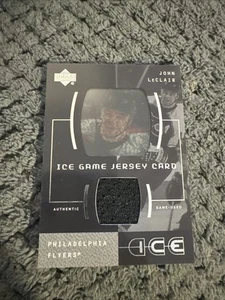 JOHN
LeCLAIR
ICE GAME JERSEY CARD
AUTHENTIC
GAME-USED
PHILADELPHIA
FLYERS®
ICE